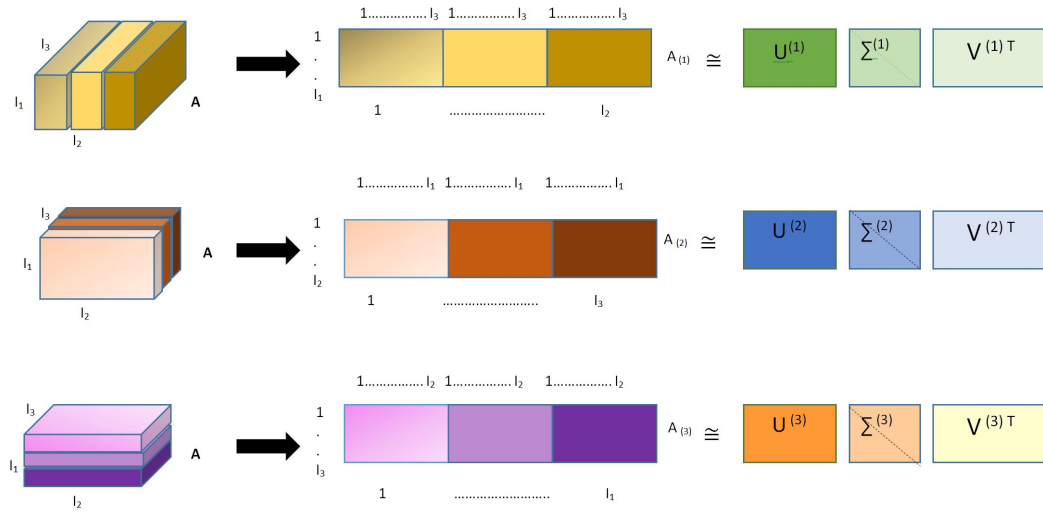 1................ I₃ 1............... I₃ 1................ I₃
I₃
1
.
.
I₁
I₁
A
I₂
A ₍₁₎ ≅
U⁽¹⁾
Σ⁽¹⁾
V⁽¹⁾ ᵀ
1 .......................... I₂
1................ I₁ 1............... I₁ 1................ I₁
I₃
1
.
.
I₂
I₁
A
I₂
A ₍₂₎ ≅
U ⁽²⁾
Σ⁽²⁾
V⁽²⁾ ᵀ
1 .......................... I₃
1................ I₂ 1............... I₂ 1................ I₂
I₃
1
.
.
I₃
I₁
A
I₂
A ₍₃₎ ≅
U⁽³⁾
Σ⁽³⁾
V⁽³⁾ ᵀ
1 .......................... I₁